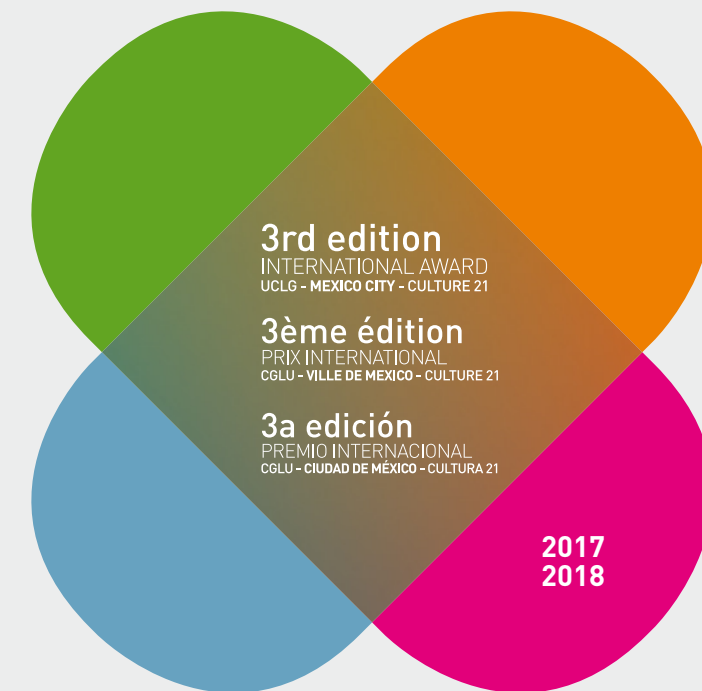 3rd edition
INTERNATIONAL AWARD
UCLG - MEXICO CITY - CULTURE 21
3ème édition
PRIX INTERNATIONAL
CGLU - VILLE DE MEXICO - CULTURE 21
3a edición
PREMIO INTERNACIONAL
CGLU - CIUDAD DE MÉXICO - CULTURA 21
2017
2018